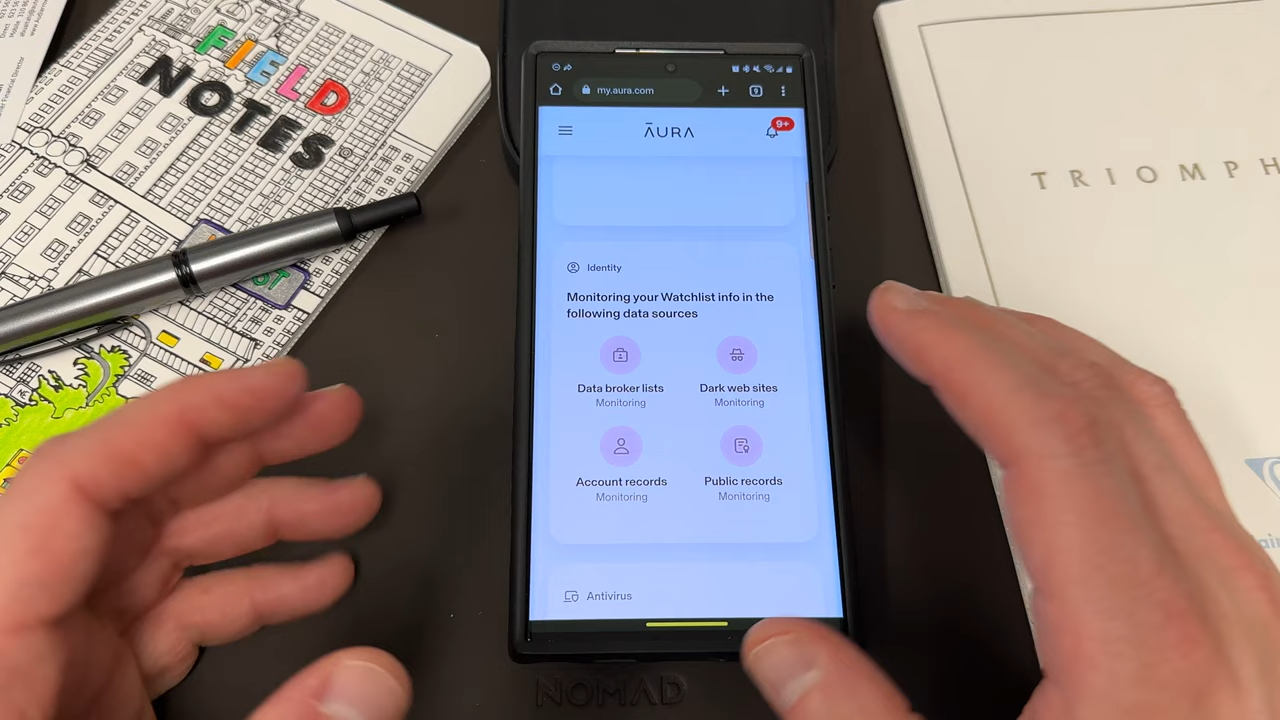 FIELD
NOTES
my.aura.com
9
AURA
9+
Identity
Monitoring your Watchlist info in the
following data sources
Data broker lists
Monitoring
Dark web sites
Monitoring
Account records
Monitoring
Public records
Monitoring
Antivirus
NOMAD
TRIOMPH